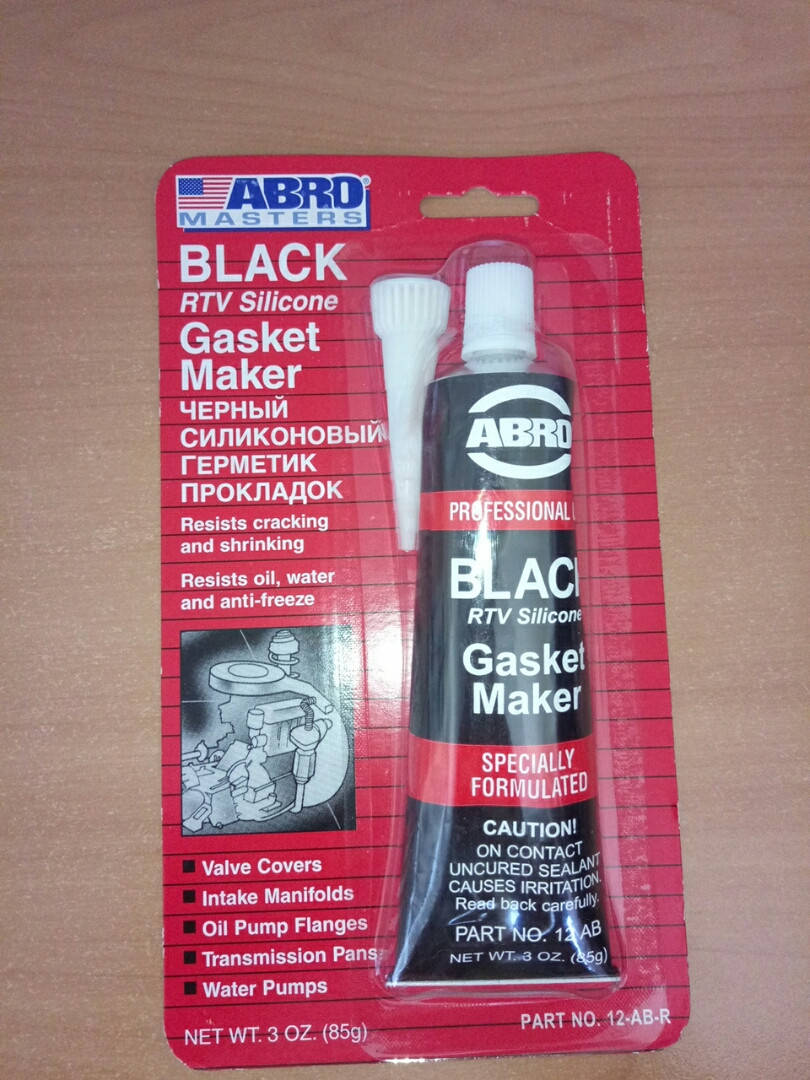 ABRO®
MASTERS
BLACK
RTV Silicone
Gasket
Maker
ЧЕРНЫЙ
СИЛИКОНОВЫЙ
ГЕРМЕТИК
ПРОКЛАДОК
Resists cracking
and shrinking
Resists oil, water
and anti-freeze
Valve Covers
Intake Manifolds
Oil Pump Flanges
Transmission Pans
Water Pumps
NET WT. 3 OZ. (85g)
PART NO. 12-AB-R
ABRO
PROFESSIONAL
BLACK
RTV Silicone
Gasket
Maker
SPECIALLY
FORMULATED
CAUTION!
ON CONTACT
UNCURED SEALANT
CAUSES IRRITATION.
Read back carefully.
PART NO. 12-AB
NET WT. 3 OZ. (85g)